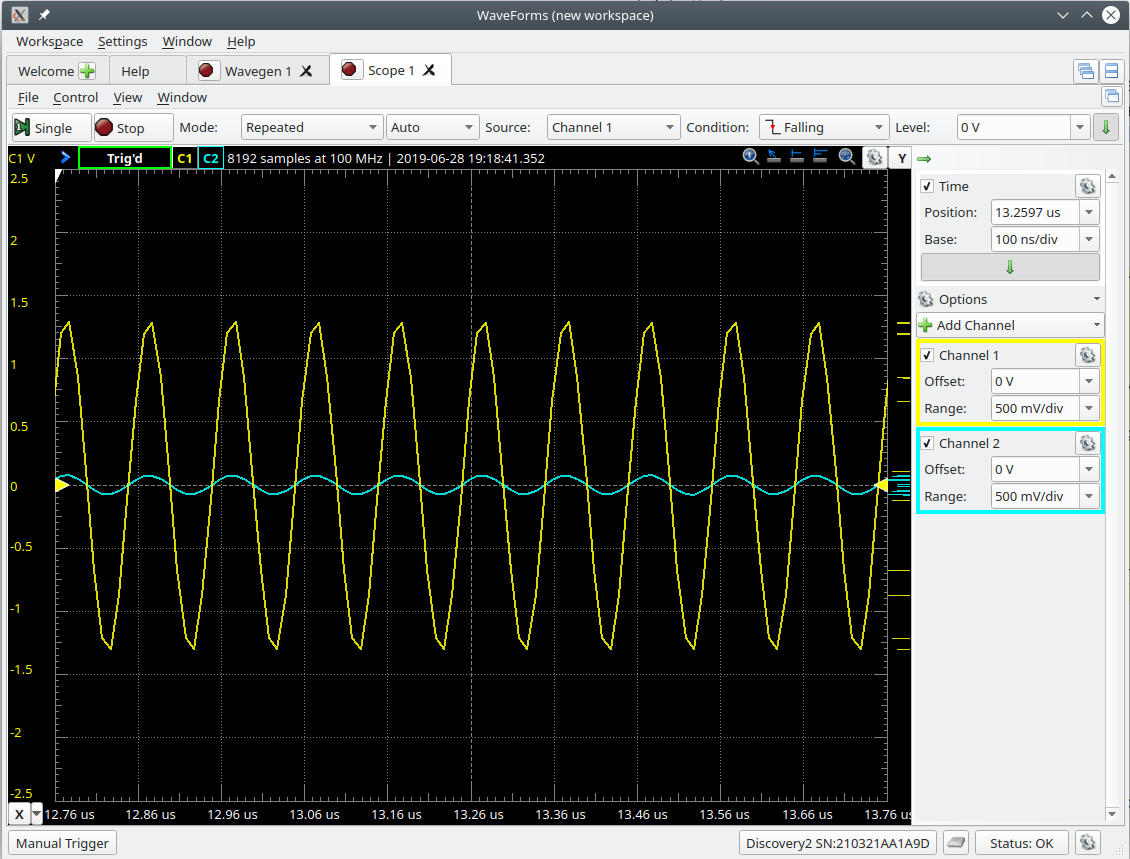 WaveForms (new workspace)
Workspace Settings Window Help
Welcome Help Wavegen 1 Scope 1
File Control View Window
Single Stop Mode: Repeated Auto Source: Channel 1 Condition: Falling Level: 0 V
C1 V Trig'd C1 C2 8192 samples at 100 MHz | 2019-06-28 19:18:41.352 Y
2.5
2
1.5
1
0.5
0
-0.5
-1
-1.5
-2
-2.5
X 12.76 us 12.86 us 12.96 us 13.06 us 13.16 us 13.26 us 13.36 us 13.46 us 13.56 us 13.66 us 13.76 us
Time
Position: 13.2597 us
Base: 100 ns/div
Options
Add Channel
Channel 1
Offset: 0 V
Range: 500 mV/div
Channel 2
Offset: 0 V
Range: 500 mV/div
Manual Trigger Discovery2 SN:210321AA1A9D Status: OK